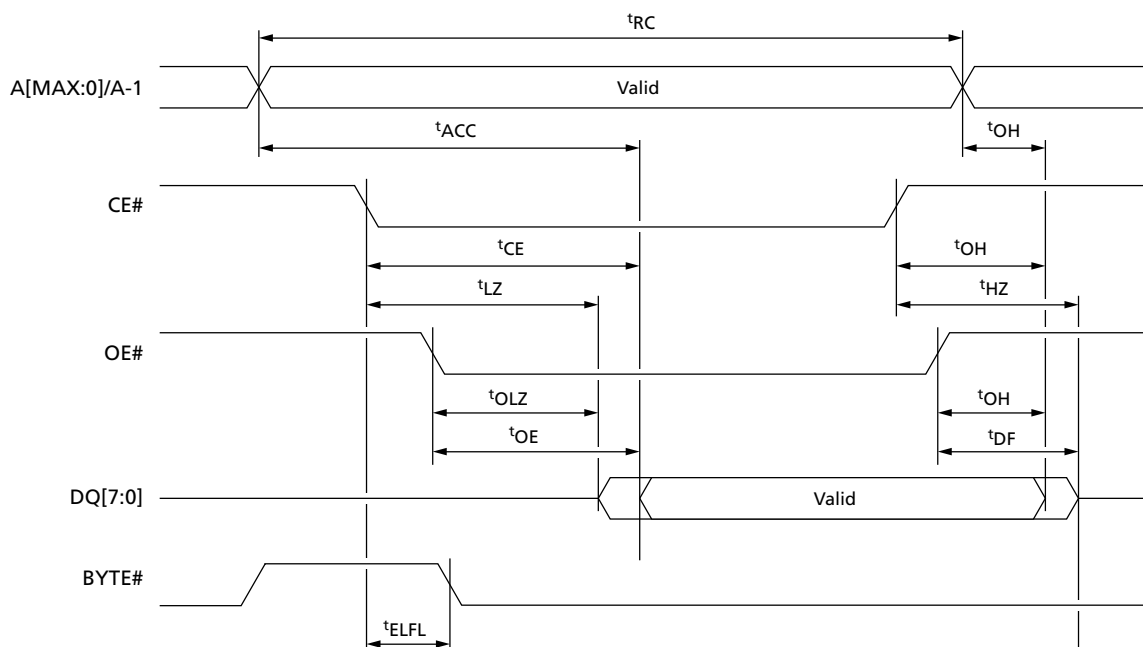 tRC
A[MAX:0]/A-1
Valid
tACC
tOH
CE#
tCE
tOH
tLZ
tHZ
OE#
tOLZ
tOH
tOE
tDF
DQ[7:0]
Valid
BYTE#
tELFL